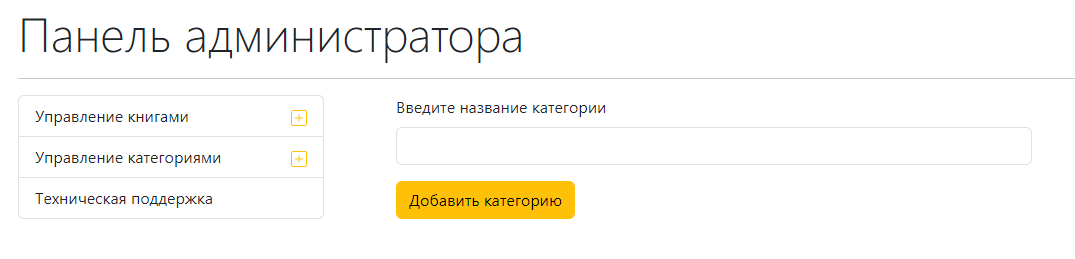 Панель администратора
Управление книгами
Управление категориями
Техническая поддержка
Введите название категории
Добавить категорию